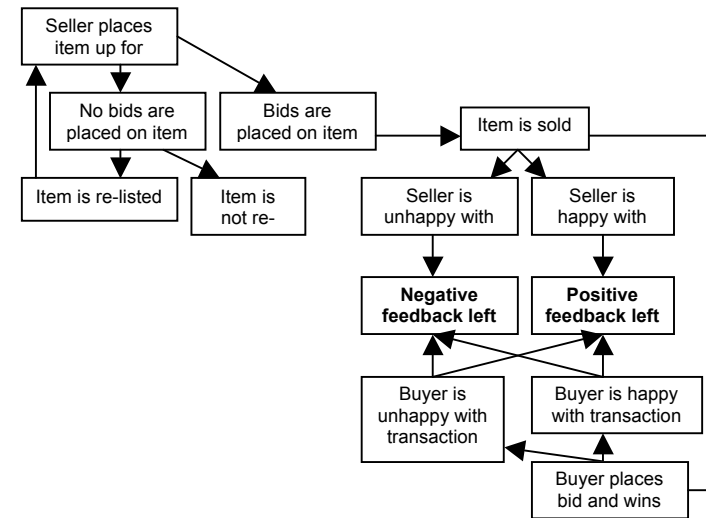 Seller places
item up for
No bids are
placed on item
Bids are
placed on item
Item is sold
Item is re-listed
Item is
not re-
Seller is
unhappy with
Seller is
happy with
Negative
feedback left
Positive
feedback left
Buyer is
unhappy with
transaction
Buyer is happy
with transaction
Buyer places
bid and wins